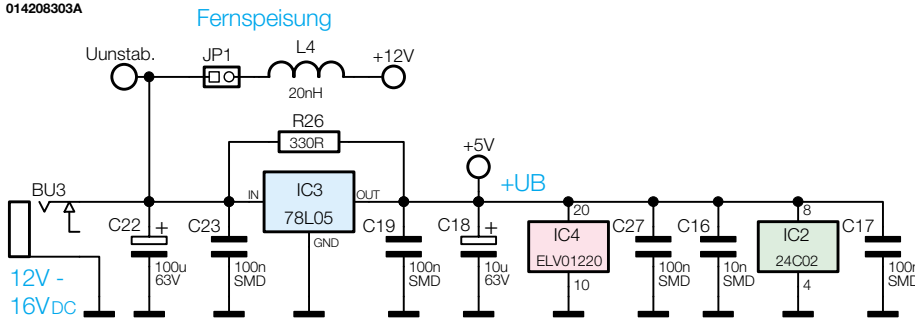 014208303A
Fernspeisung
Uunstab.
JP1
L4
+12V
20nH
R26
330R
+5V
+UB
BU3
IN
IC3
OUT
78L05
GND
C22
+
100u
63V
C23
100n
SMD
C19
100n
SMD
C18
+
10u
63V
20
IC4
ELV01220
10
C27
100n
SMD
C16
10n
SMD
8
IC2
24C02
4
C17
100n
SMD
12V -
16VDC